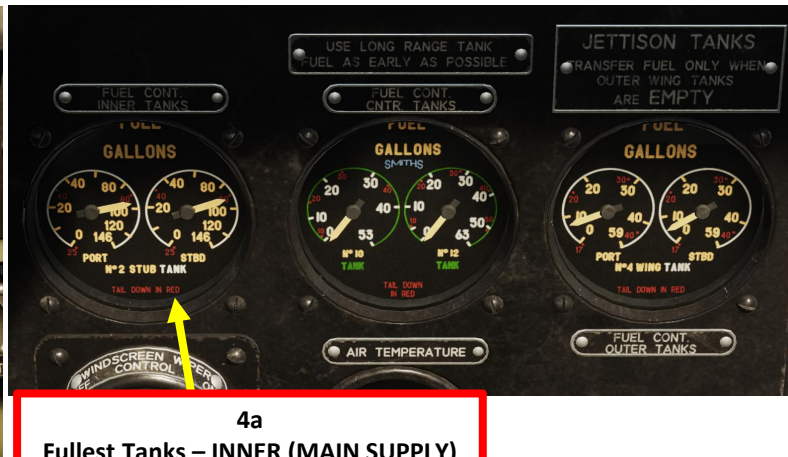 USE LONG RANGE TANK
FUEL AS EARLY AS POSSIBLE
JETTISON TANKS
TRANSFER FUEL ONLY WHEN
OUTER WING TANKS
ARE EMPTY
FUEL CONT.
INNER TANKS
FUEL CONT.
CNTR. TANKS
FUEL
GALLONS
40 80
20 100
0 120
146
25
40 80
20 100
0 120
146
25
PORT STBD
Nº2 STUB TANK
TAIL DOWN IN RED
FUEL
GALLONS
SMITHS
20 30
10 40
0 53
20 30
10 40
0 50
63
Nº10
TANK
Nº12
TANK
TAIL DOWN
IN RED
FUEL
GALLONS
20 30
10 40
0 59
17 40
20 30
10 40
0 59
17 40
PORT STBD
Nº4 WING TANK
TAIL DOWN IN RED
FUEL CONT.
OUTER TANKS
AIR TEMPERATURE
WINDSCREEN WIPER
CONTROL
4a
Fullest Tanks – INNER (MAIN SUPPLY)